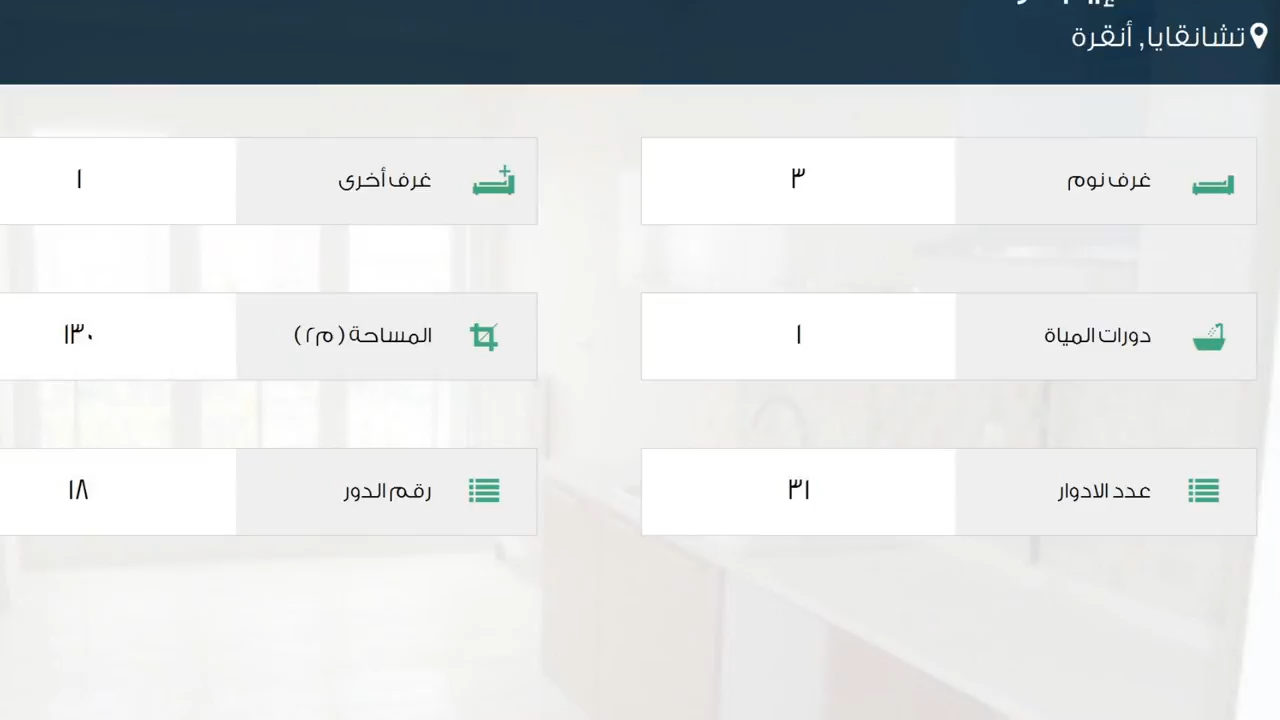 تشانقايا, أنقرة
غرف نوم ٣
غرف أخرى ١
دورات المياة ١
المساحة ( م٢ ) ١٣٠
عدد الادوار ٣١
رقم الدور ١٨